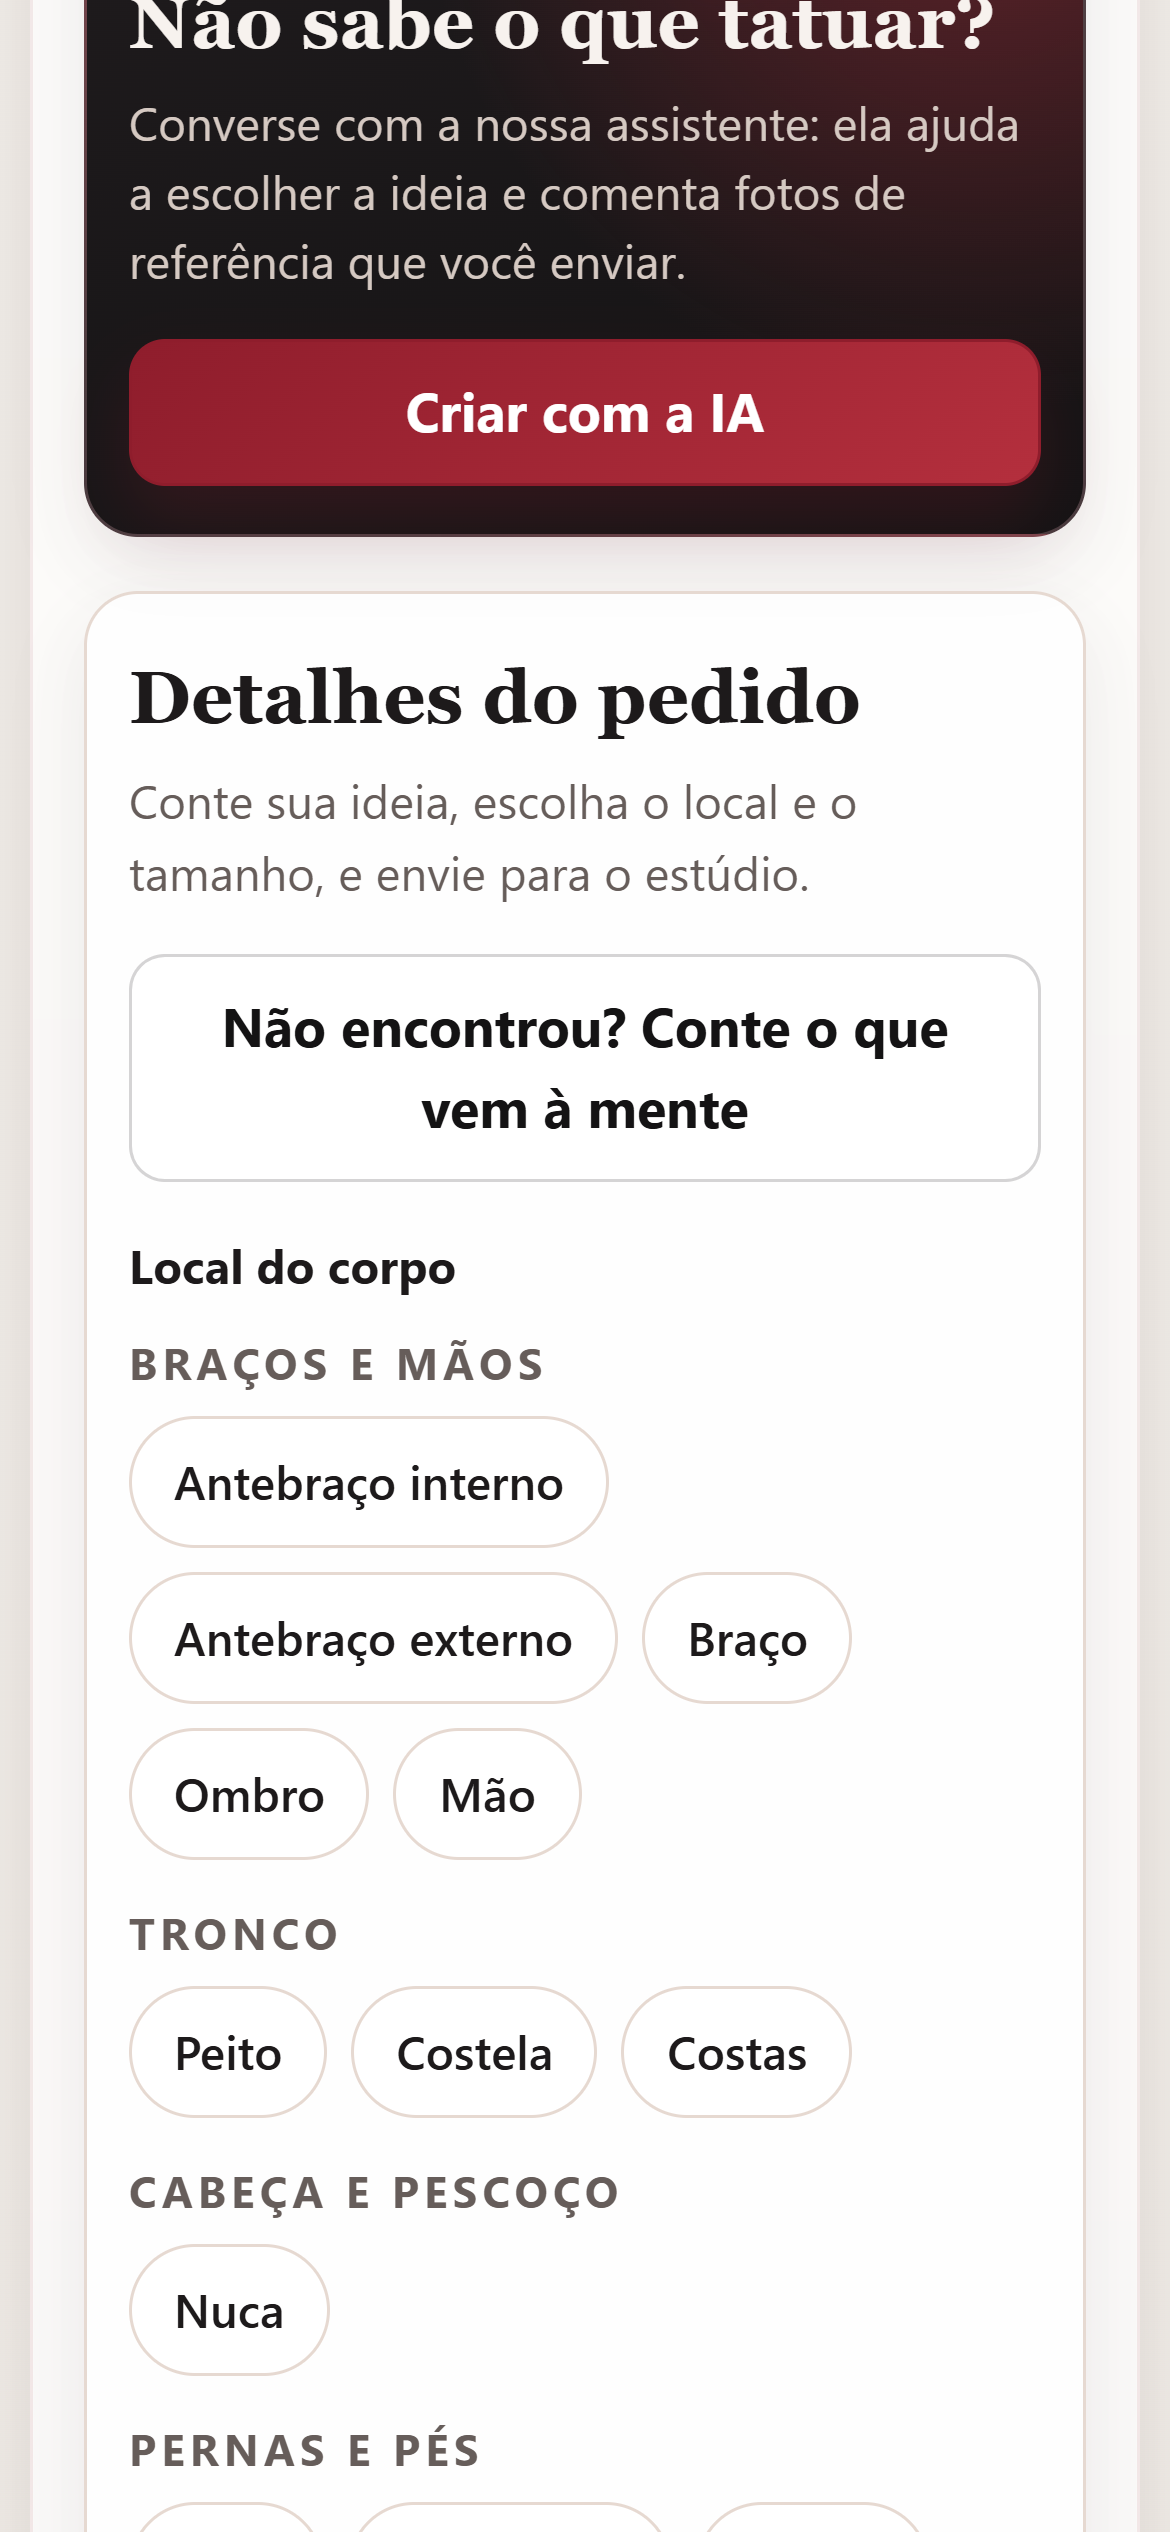 Não sabe o que tatuar?
Converse com a nossa assistente: ela ajuda
a escolher a ideia e comenta fotos de
referência que você enviar.
Criar com a IA
Detalhes do pedido
Conte sua ideia, escolha o local e o
tamanho, e envie para o estúdio.
Não encontrou? Conte o que
vem à mente
Local do corpo
BRAÇOS E MÃOS
Antebraço interno
Antebraço externo Braço
Ombro Mão
TRONCO
Peito Costela Costas
CABEÇA E PESCOÇO
Nuca
PERNAS E PÉS